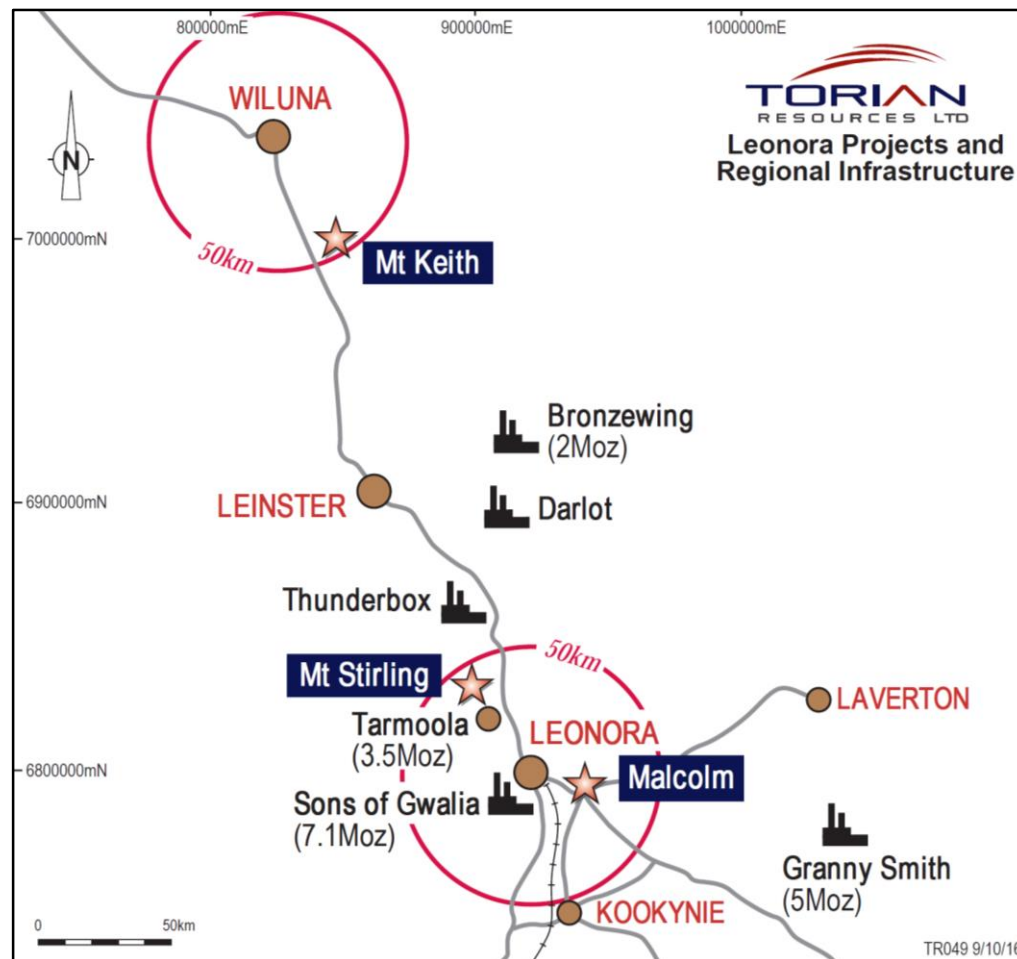 800000mE
900000mE
1000000mE
TORIAN
RESOURCES LTD
Leonora Projects and
Regional Infrastructure
N
WILUNA
7000000mN
50km
Mt Keith
Bronzewing
(2Moz)
6900000mN
LEINSTER
Darlot
Thunderbox
50km
Mt Stirling
LAVERTON
Tarmoola
(3.5Moz)
LEONORA
6800000mN
Malcolm
Sons of Gwalia
(7.1Moz)
Granny Smith
(5Moz)
KOOKYNIE
0
50km
TR049 9/10/16